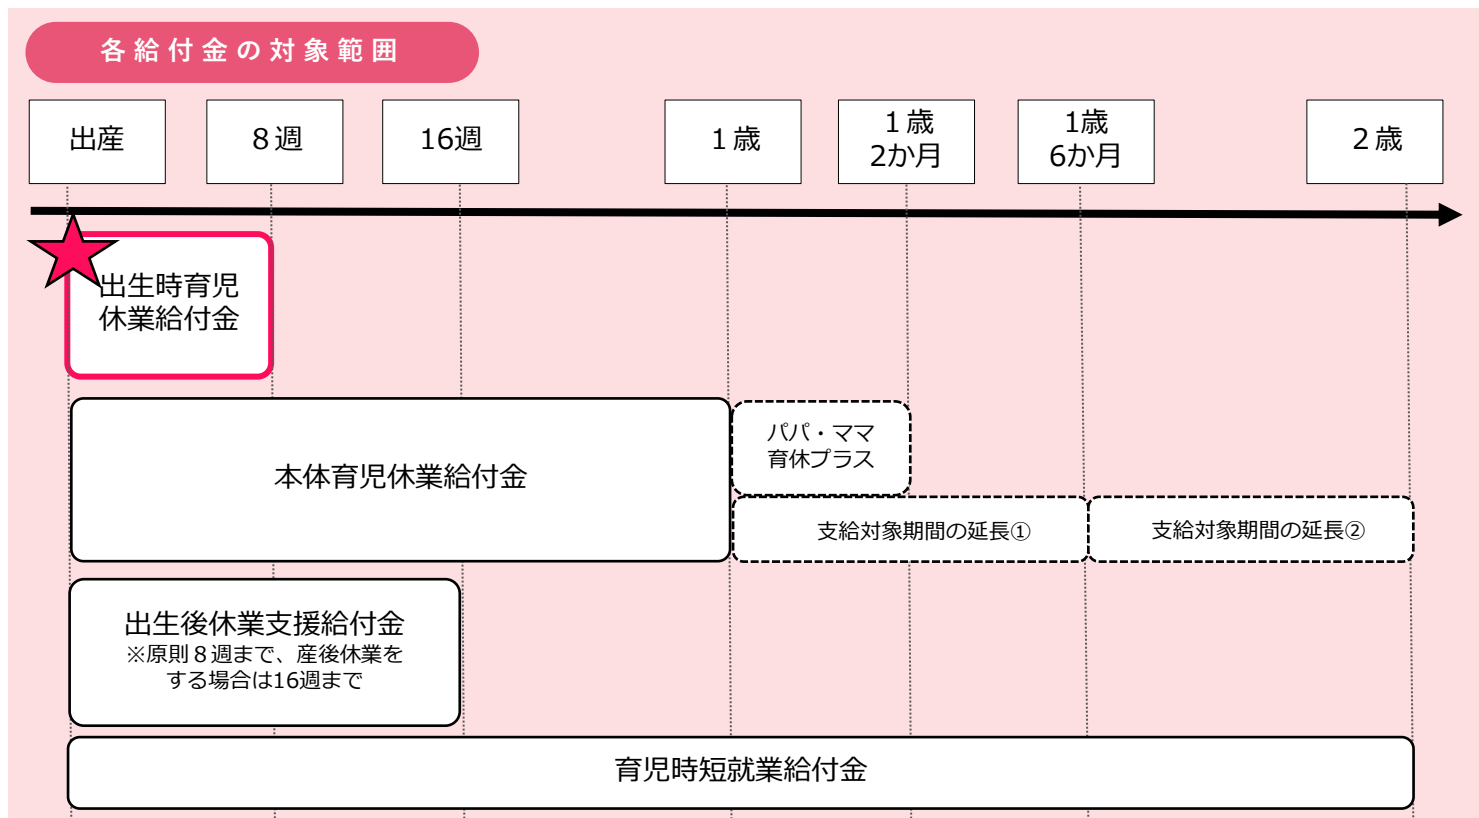 各給付金の対象範囲
出産
８週
16週
１歳
１歳
2か月
1歳
6か月
２歳
出生時育児
休業給付金
本体育児休業給付金
パパ・ママ
育休プラス
支給対象期間の延長①
支給対象期間の延長②
出生後休業支援給付金
※原則８週まで、産後休業を
する場合は16週まで
育児時短就業給付金